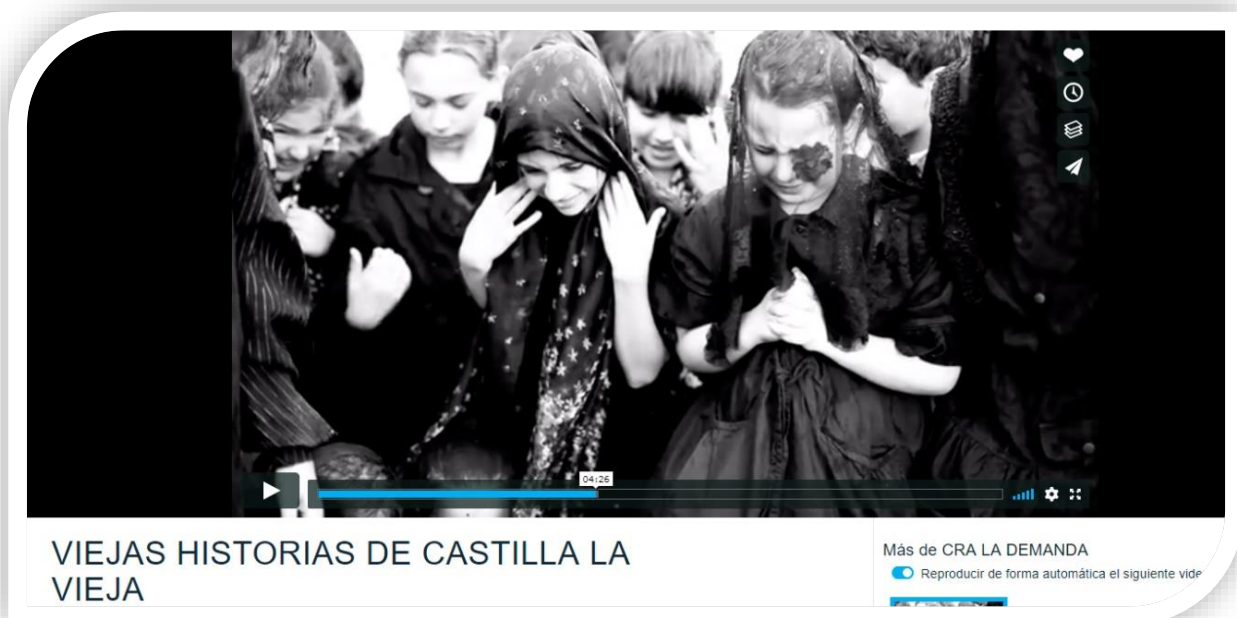 04:26
VIEJAS HISTORIAS DE CASTILLA LA
VIEJA
Más de CRA LA DEMANDA
Reproducir de forma automática el siguiente vide